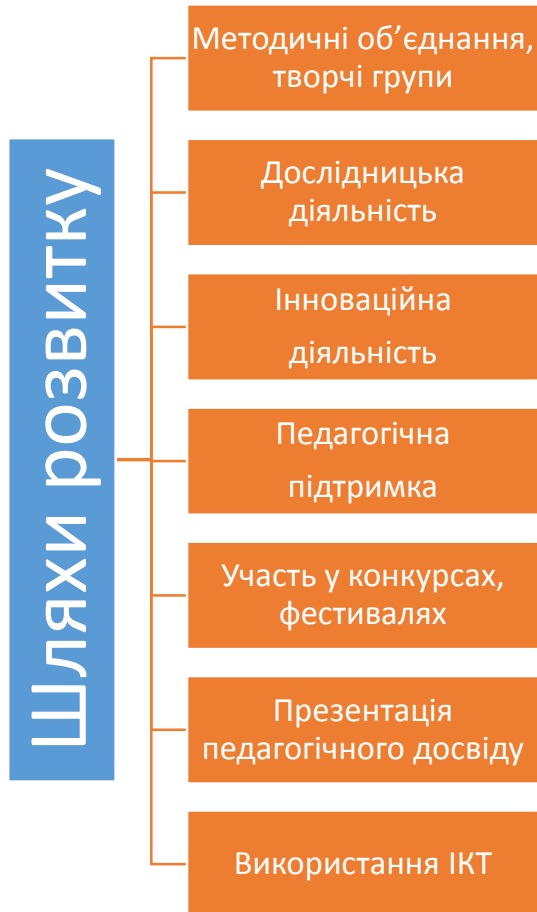 Шляхи розвитку
Методичні об’єднання,
творчі групи
Дослідницька
діяльність
Інноваційна
діяльність
Педагогічна
підтримка
Участь у конкурсах,
фестивалях
Презентація
педагогічного досвіду
Використання ІКТ